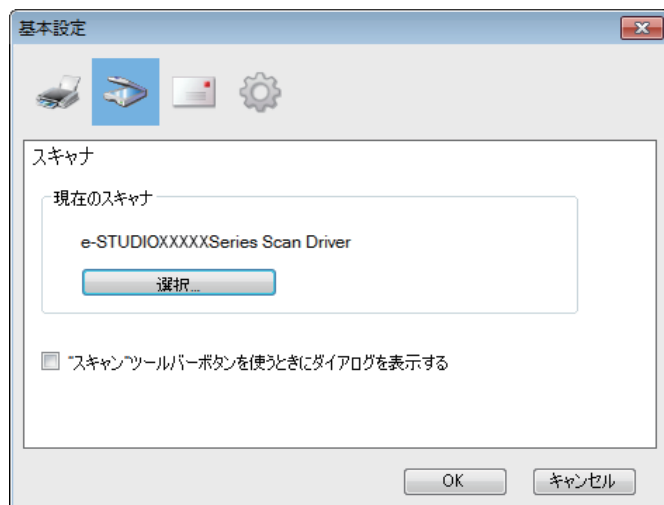 基本設定
スキャナ
現在のスキャナ
e-STUDIOXXXXXSeries Scan Driver
選択...
"スキャン"ツールバーボタンを使うときにダイアログを表示する
OK
キャンセル